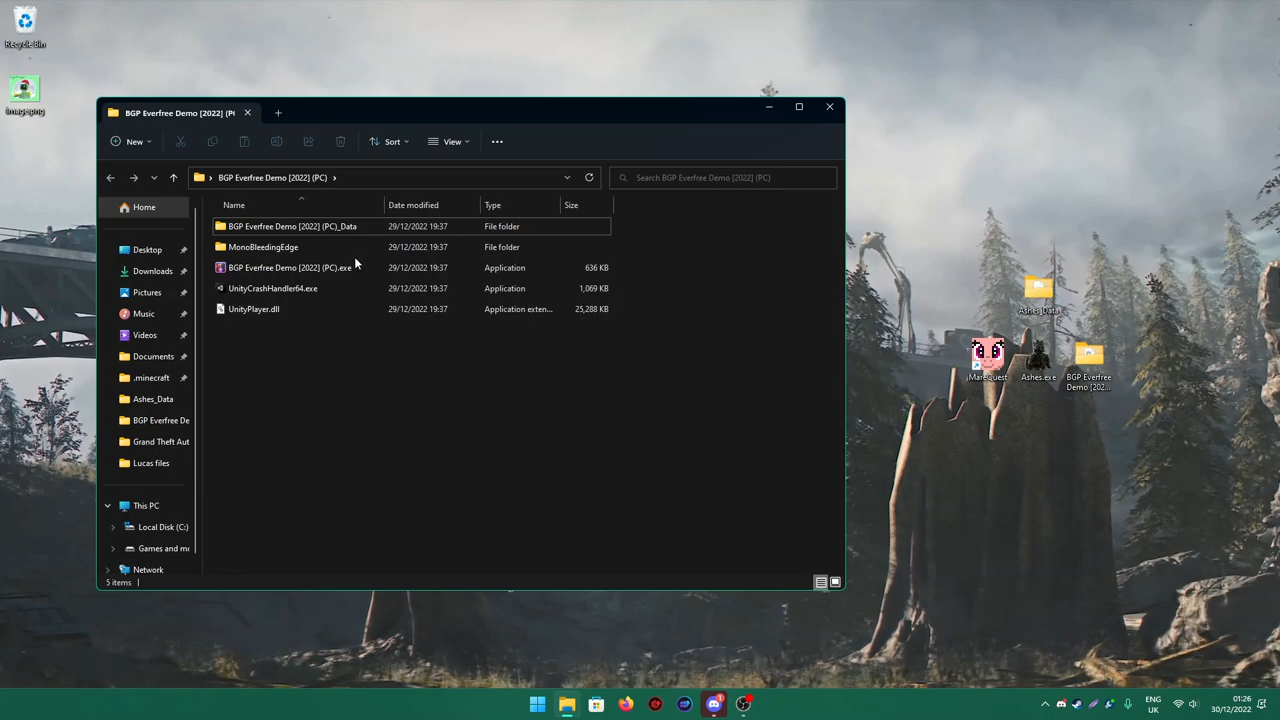 Recycle Bin
image.png
BGP Everfree Demo [2022] (PC
New
Sort
View
BGP Everfree Demo [2022] (PC)
Search BGP Everfree Demo [2022] (PC)
Home
Desktop
Downloads
Pictures
Music
Videos
Documents
.minecraft
Ashes_Data
BGP Everfree De
Grand Theft Aut
Lucas files
This PC
Local Disk (C:)
Games and mo
Network
Name Date modified Type Size
BGP Everfree Demo [2022] (PC)_Data 29/12/2022 19:37 File folder
MonoBleedingEdge 29/12/2022 19:37 File folder
BGP Everfree Demo [2022] (PC).exe 29/12/2022 19:37 Application 636 KB
UnityCrashHandler64.exe 29/12/2022 19:37 Application 1,069 KB
UnityPlayer.dll 29/12/2022 19:37 Application exten... 25,288 KB
5 items
Ashes_Data
MareQuest
Ashes.exe
BGP Everfree
Demo [202...
1
ENG
UK
01:26
30/12/2022